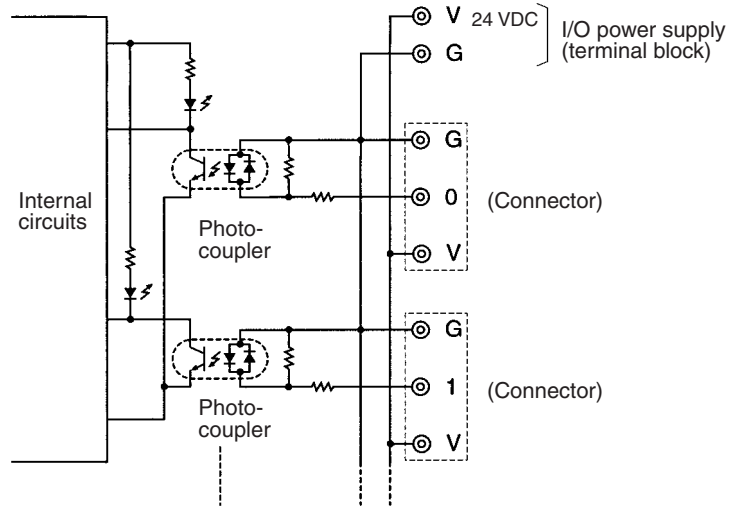 V 24 VDC
I/O power supply
(terminal block)
G
G
Internal
circuits
0
(Connector)
Photo-
coupler
V
G
1
(Connector)
Photo-
coupler
V